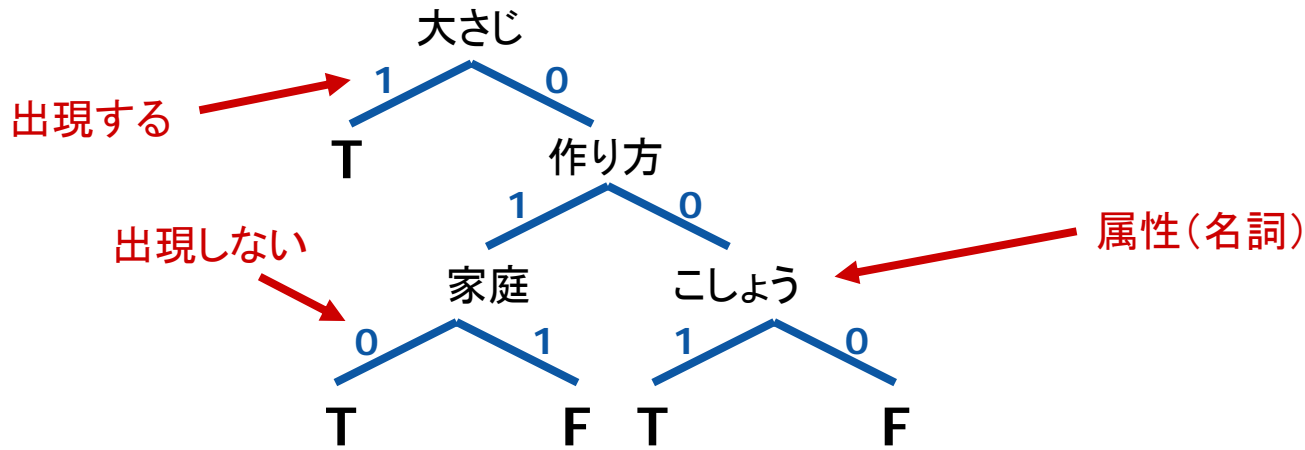 大さじ
1 0
出現する
T
作り方
1 0
出現しない
属性(名詞)
家庭 こしょう
0 1 1 0
T F T F